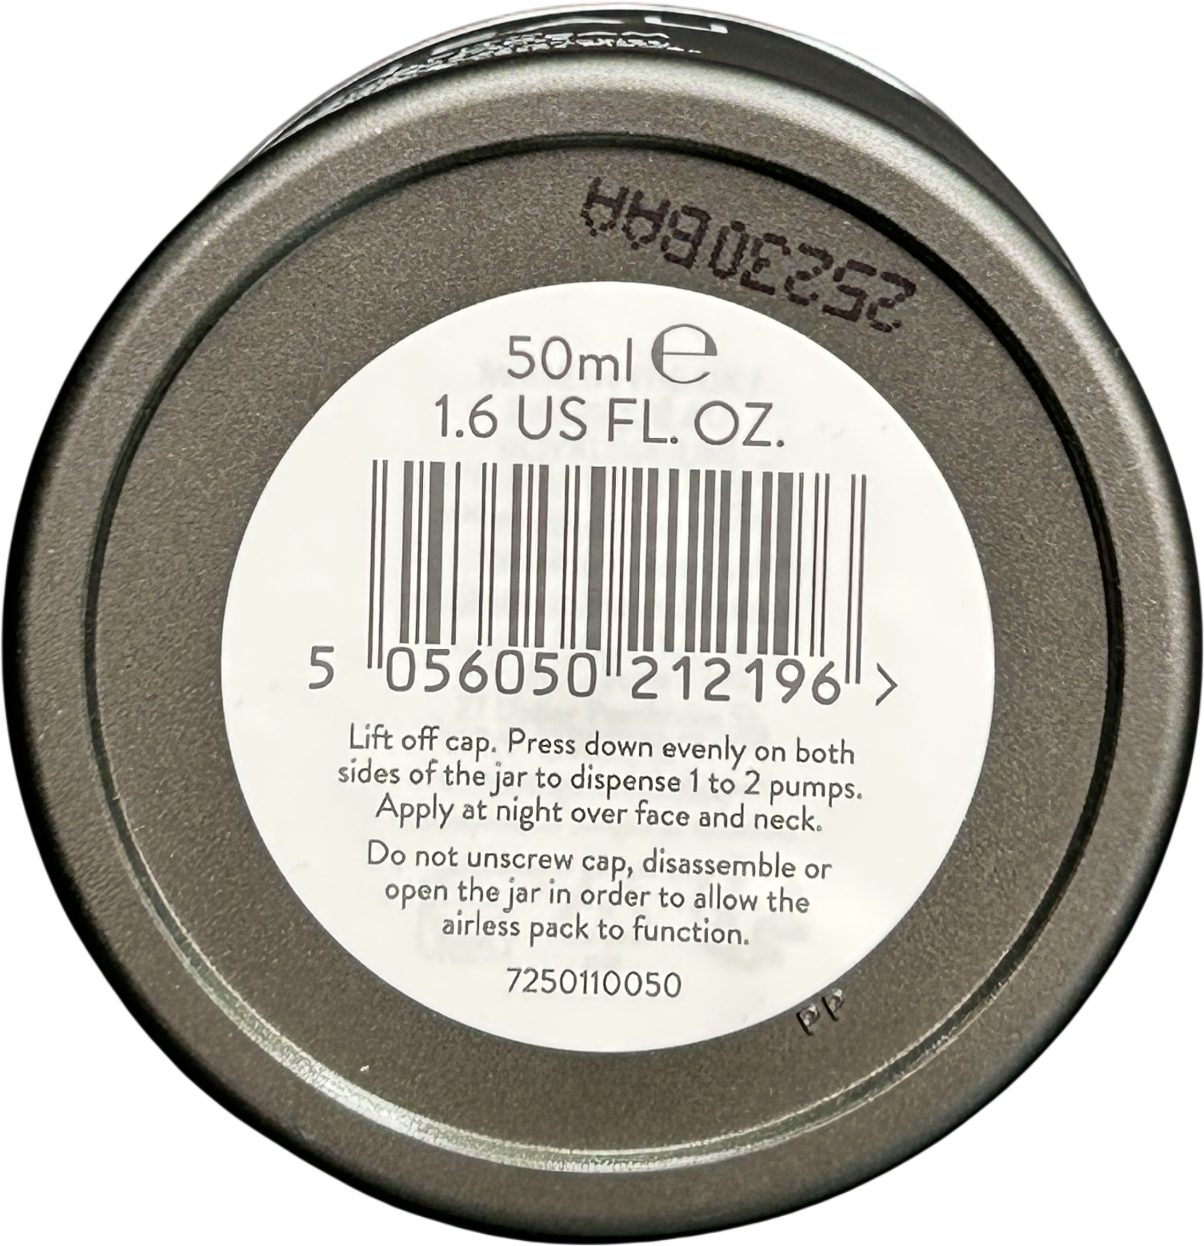 25230BAA
50ml ℮
1.6 US FL. OZ.
5 056050 212196 >
Lift off cap. Press down evenly on both
sides of the jar to dispense 1 to 2 pumps.
Apply at night over face and neck.
Do not unscrew cap, disassemble or
open the jar in order to allow the
airless pack to function.
7250110050
PP